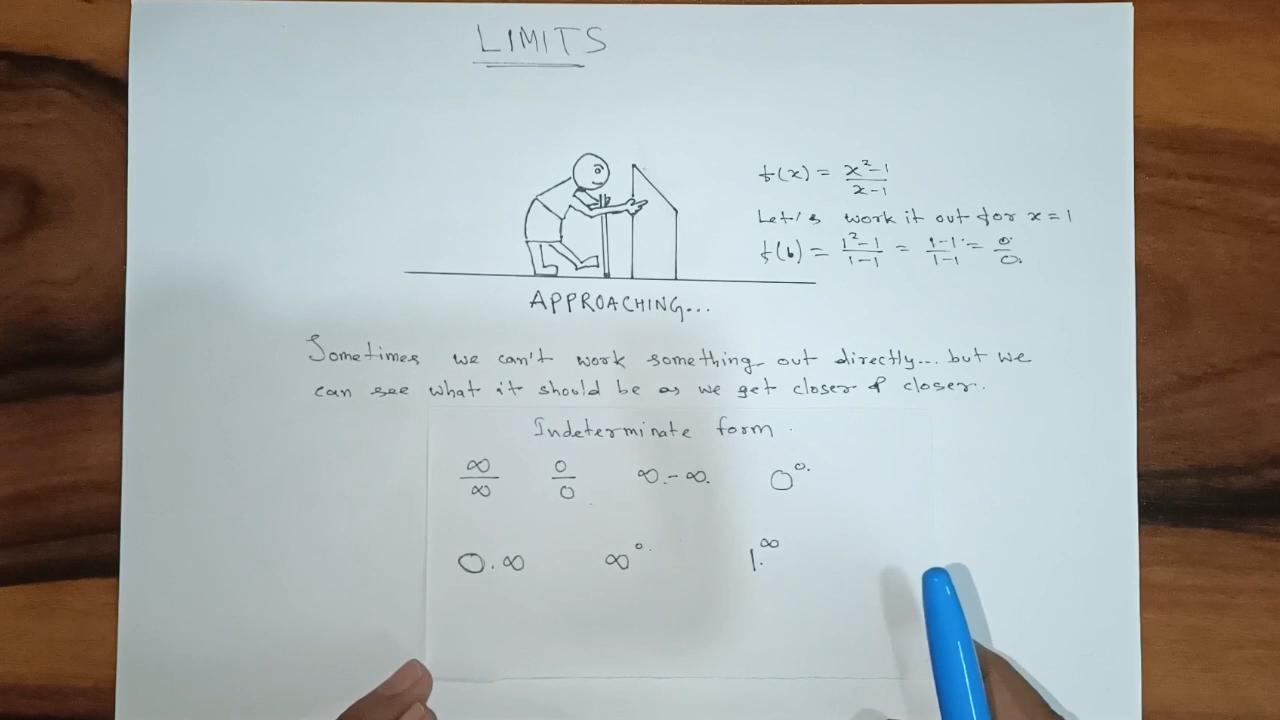 LIMITS
f(x) = x²-1 / x-1
Let's work it out for x = 1
f(1) = 1²-1 / 1-1 = 1-1 / 1-1 = 0 / 0
APPROACHING...
Sometimes we can't work something out directly... but we
can see what it should be as we get closer & closer.
Indeterminate form
∞/∞ 0/0 ∞-∞ 0⁰
0.∞ ∞⁰ 1^∞